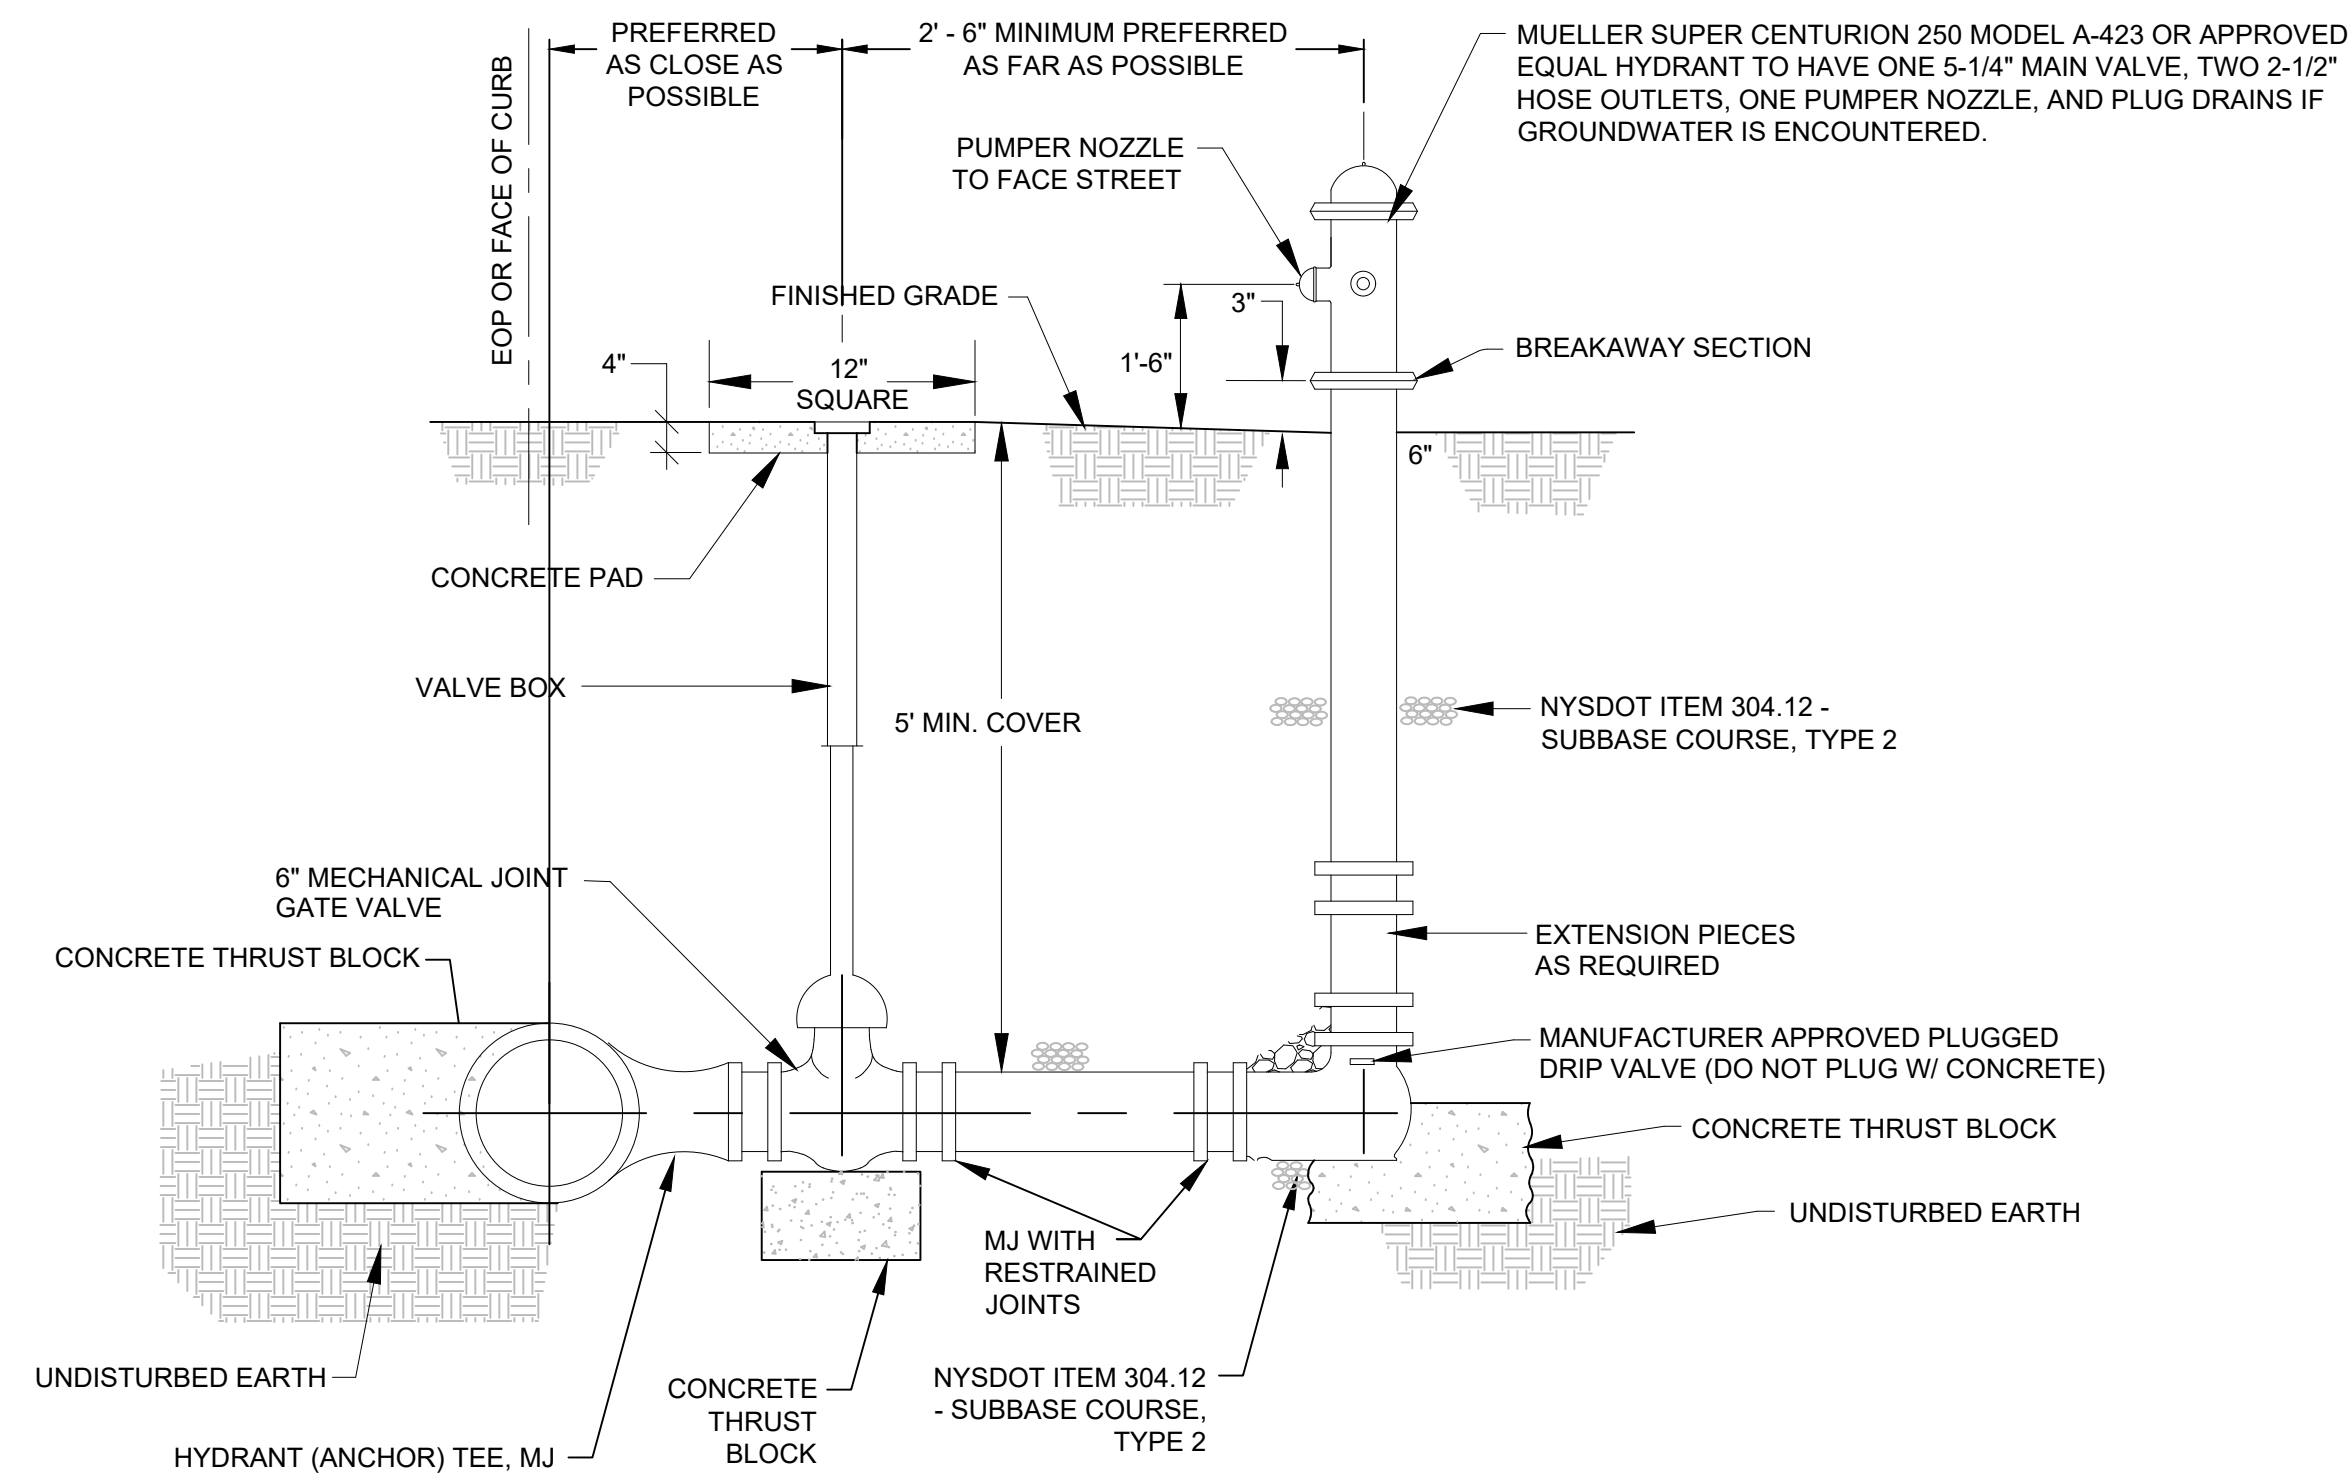 PREFERRED
AS CLOSE AS
POSSIBLE
2' - 6" MINIMUM PREFERRED
AS FAR AS POSSIBLE
MUELLER SUPER CENTURION 250 MODEL A-423 OR APPROVED
EQUAL HYDRANT TO HAVE ONE 5-1/4" MAIN VALVE, TWO 2-1/2"
HOSE OUTLETS, ONE PUMPER NOZZLE, AND PLUG DRAINS IF
GROUNDWATER IS ENCOUNTERED.
EOP OR FACE OF CURB
PUMPER NOZZLE
TO FACE STREET
FINISHED GRADE
3"
BREAKAWAY SECTION
4"
12"
SQUARE
1'-6"
6"
CONCRETE PAD
VALVE BOX
5' MIN. COVER
NYSDOT ITEM 304.12 -
SUBBASE COURSE, TYPE 2
6" MECHANICAL JOINT
GATE VALVE
CONCRETE THRUST BLOCK
EXTENSION PIECES
AS REQUIRED
MANUFACTURER APPROVED PLUGGED
DRIP VALVE (DO NOT PLUG W/ CONCRETE)
CONCRETE THRUST BLOCK
UNDISTURBED EARTH
MJ WITH
RESTRAINED
JOINTS
UNDISTURBED EARTH
CONCRETE
THRUST
BLOCK
NYSDOT ITEM 304.12
- SUBBASE COURSE,
TYPE 2
HYDRANT (ANCHOR) TEE, MJ